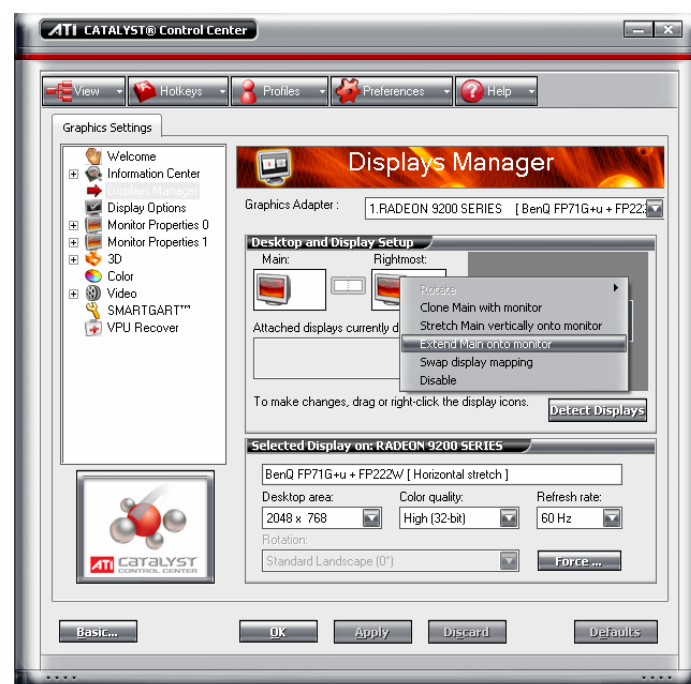 ATI CATALYST® Control Center
View
Hotkeys
Profiles
Preferences
Help
Graphics Settings
Welcome
Information Center
Displays Manager
Display Options
Monitor Properties 0
Monitor Properties 1
3D
Color
Video
SMARTGART™
VPU Recover
ATI CATALYST
CONTROL CENTER
Displays Manager
Graphics Adapter :
1.RADEON 9200 SERIES [ BenQ FP71G+u + FP22
Desktop and Display Setup
Main:
Rightmost:
Rotate
Clone Main with monitor
Stretch Main vertically onto monitor
Extend Main onto monitor
Swap display mapping
Disable
Attached displays currently d
To make changes, drag or right-click the display icons.
Detect Displays
Selected Display on: RADEON 9200 SERIES
BenQ FP71G+u + FP222W [ Horizontal stretch ]
Desktop area:
Color quality:
Refresh rate:
2048 x 768
High (32-bit)
60 Hz
Rotation:
Standard Landscape (0°)
Force ...
Basic...
OK
Apply
Discard
Defaults